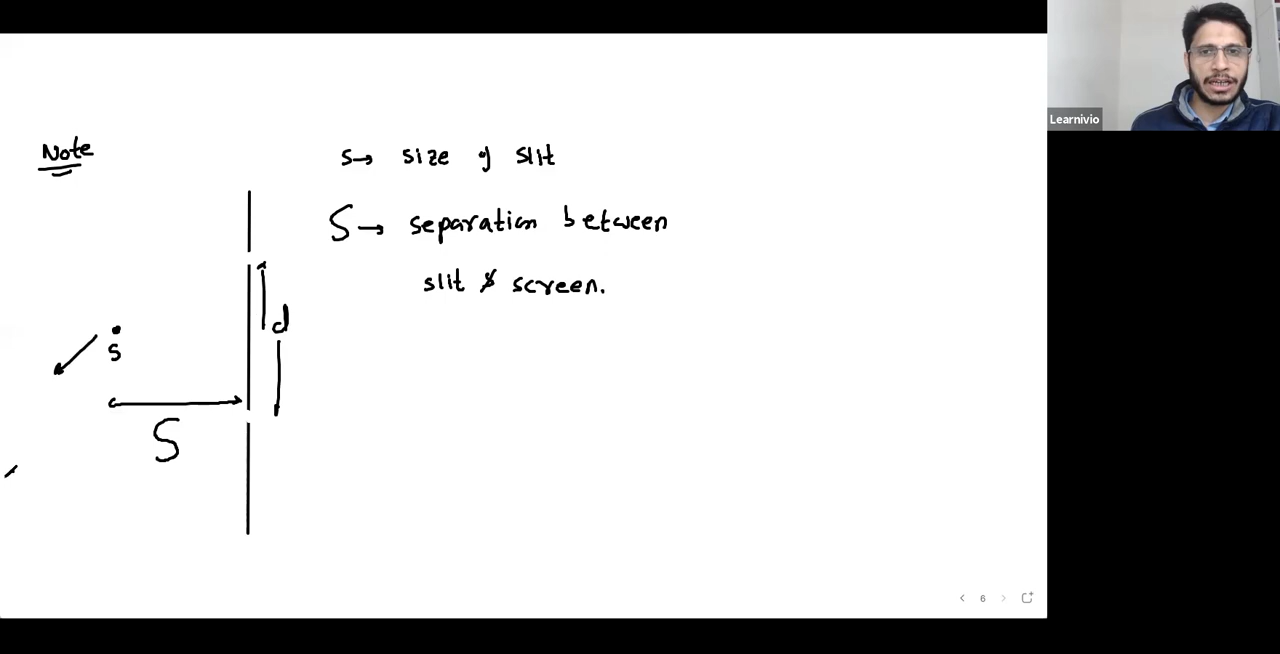 Note
s→ size of slit
S→ separation between
slit & screen.
d
s
S
6
Learnivio